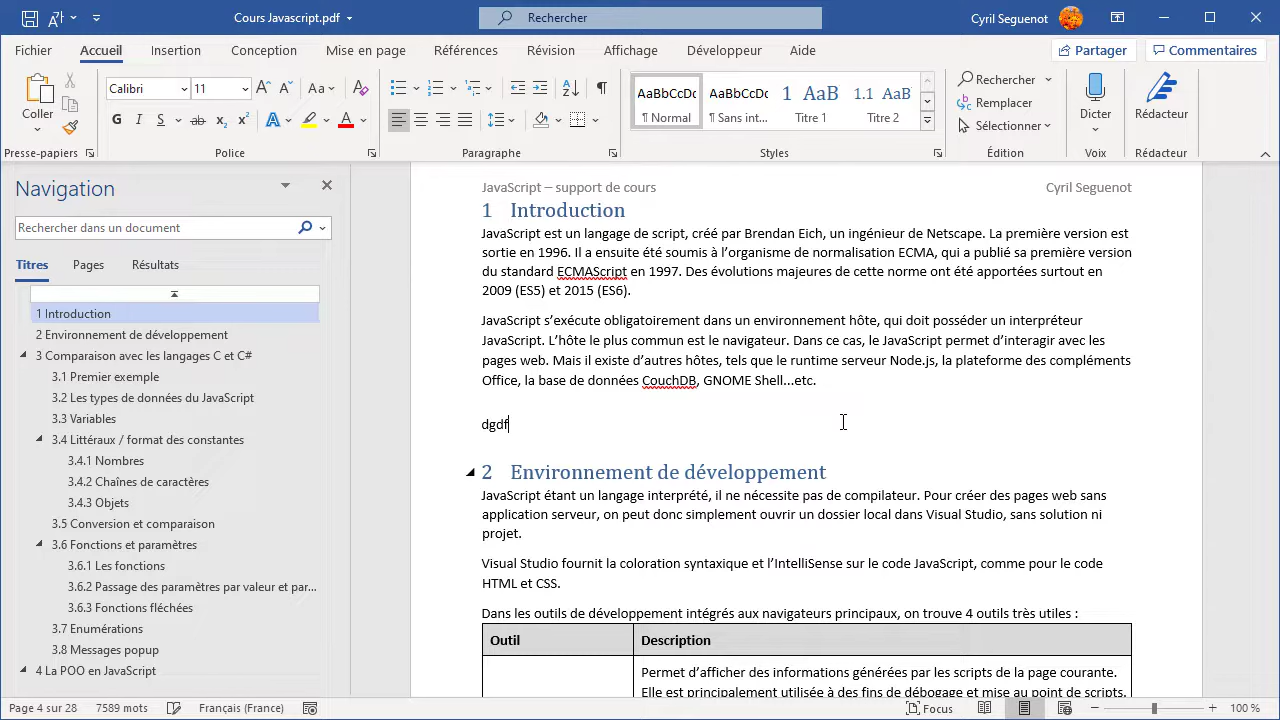 Cours Javascript.pdf
Rechercher
Cyril Seguenot
Fichier Accueil Insertion Conception Mise en page Références Révision Affichage Développeur Aide
Partager Commentaires
Coller
Presse-papiers
Calibri 11
G I S ab x₂ x²
Police
Paragraphe
AaBbCcDc AaBbCcDc 1 AaBb 1.1 AaBb
¶ Normal ¶ Sans int... Titre 1 Titre 2
Styles
Rechercher
Remplacer
Sélectionner
Édition
Dicter
Voix
Rédacteur
Rédacteur
Navigation
Rechercher dans un document
Titres Pages Résultats
1 Introduction
2 Environnement de développement
3 Comparaison avec les langages C et C#
3.1 Premier exemple
3.2 Les types de données du JavaScript
3.3 Variables
3.4 Littéraux / format des constantes
3.4.1 Nombres
3.4.2 Chaînes de caractères
3.4.3 Objets
3.5 Conversion et comparaison
3.6 Fonctions et paramètres
3.6.1 Les fonctions
3.6.2 Passage des paramètres par valeur et par...
3.6.3 Fonctions fléchées
3.7 Enumérations
3.8 Messages popup
4 La POO en JavaScript
JavaScript – support de cours Cyril Seguenot
1 Introduction
JavaScript est un langage de script, créé par Brendan Eich, un ingénieur de Netscape. La première version est
sortie en 1996. Il a ensuite été soumis à l’organisme de normalisation ECMA, qui a publié sa première version
du standard ECMAScript en 1997. Des évolutions majeures de cette norme ont été apportées surtout en
2009 (ES5) et 2015 (ES6).
JavaScript s’exécute obligatoirement dans un environnement hôte, qui doit posséder un interpréteur
JavaScript. L’hôte le plus commun est le navigateur. Dans ce cas, le JavaScript permet d’interagir avec les
pages web. Mais il existe d’autres hôtes, tels que le runtime serveur Node.js, la plateforme des compléments
Office, la base de données CouchDB, GNOME Shell...etc.
dgdf
2 Environnement de développement
JavaScript étant un langage interprété, il ne nécessite pas de compilateur. Pour créer des pages web sans
application serveur, on peut donc simplement ouvrir un dossier local dans Visual Studio, sans solution ni
projet.
Visual Studio fournit la coloration syntaxique et l’IntelliSense sur le code JavaScript, comme pour le code
HTML et CSS.
Dans les outils de développement intégrés aux navigateurs principaux, on trouve 4 outils très utiles :
Outil Description
Permet d’afficher des informations générées par les scripts de la page courante.
Elle est principalement utilisée à des fins de débogage et mise au point de scripts.
Page 4 sur 28 7589 mots Français (France) Focus 100 %